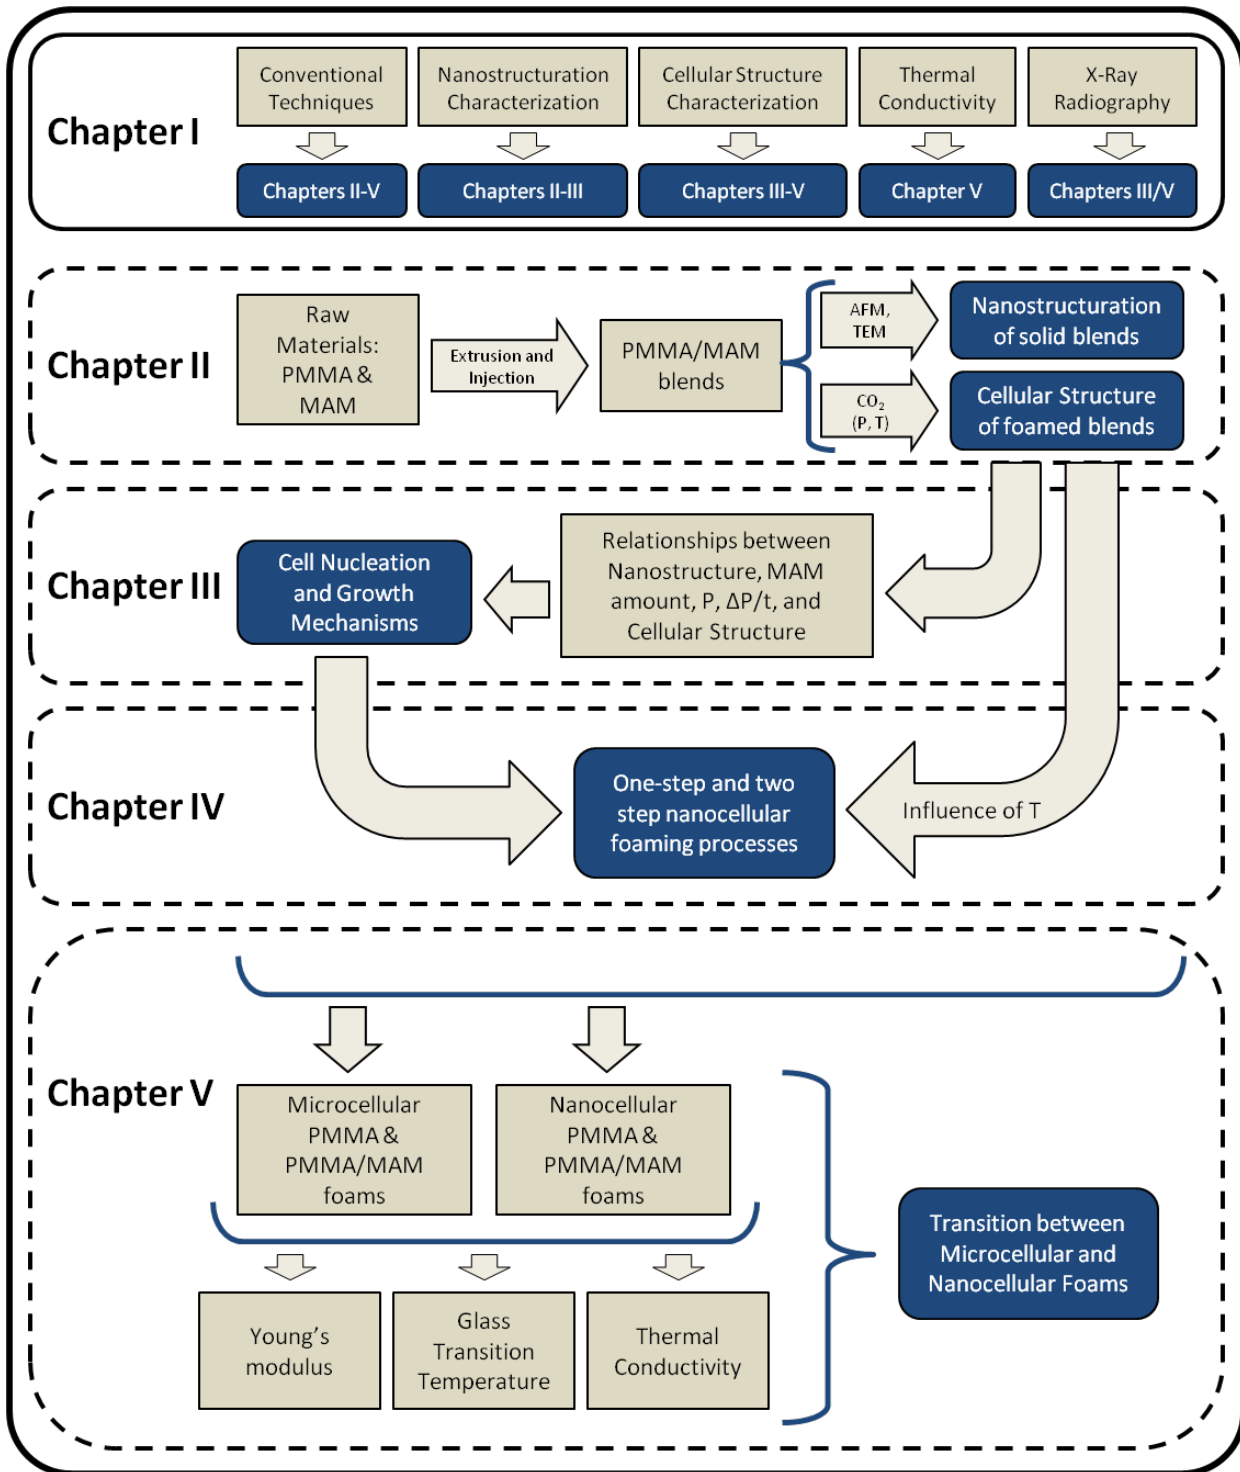 Chapter I
Conventional
Techniques
Nanostructuration
Characterization
Cellular Structure
Characterization
Thermal
Conductivity
X-Ray
Radiography
Chapters II-V
Chapters II-III
Chapters III-V
Chapter V
Chapters III/V
Chapter II
Raw
Materials:
PMMA &
MAM
Extrusion and
Injection
PMMA/MAM
blends
AFM,
TEM
Nanostructuration
of solid blends
CO₂
(P, T)
Cellular Structure
of foamed blends
Chapter III
Cell Nucleation
and Growth
Mechanisms
Relationships between
Nanostructure, MAM
amount, P, ΔP/t, and
Cellular Structure
Chapter IV
One-step and two
step nanocellular
foaming processes
Influence of T
Chapter V
Microcellular
PMMA &
PMMA/MAM
foams
Nanocellular
PMMA &
PMMA/MAM
foams
Transition between
Microcellular and
Nanocellular Foams
Young's
modulus
Glass
Transition
Temperature
Thermal
Conductivity